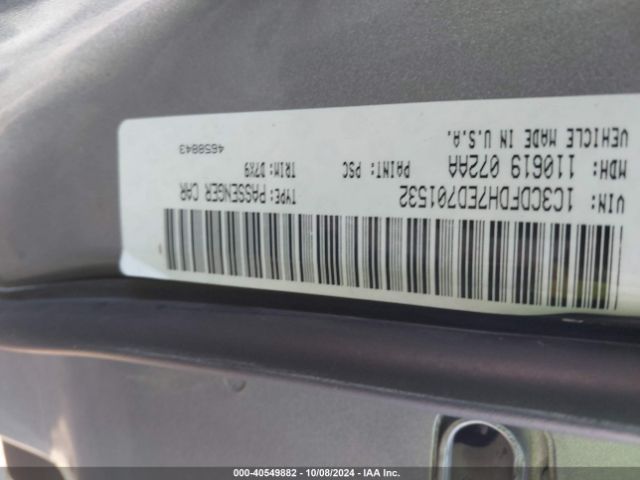 VIN: 1C3CDFDH7ED701532 TYPE: PASSENGER CAR
MDH: 110619 072AA PAINT: PSC TRIM: D7X9
VEHICLE MADE IN U.S.A. 4658843
000-40549882 - 10/08/2024 - IAA Inc.